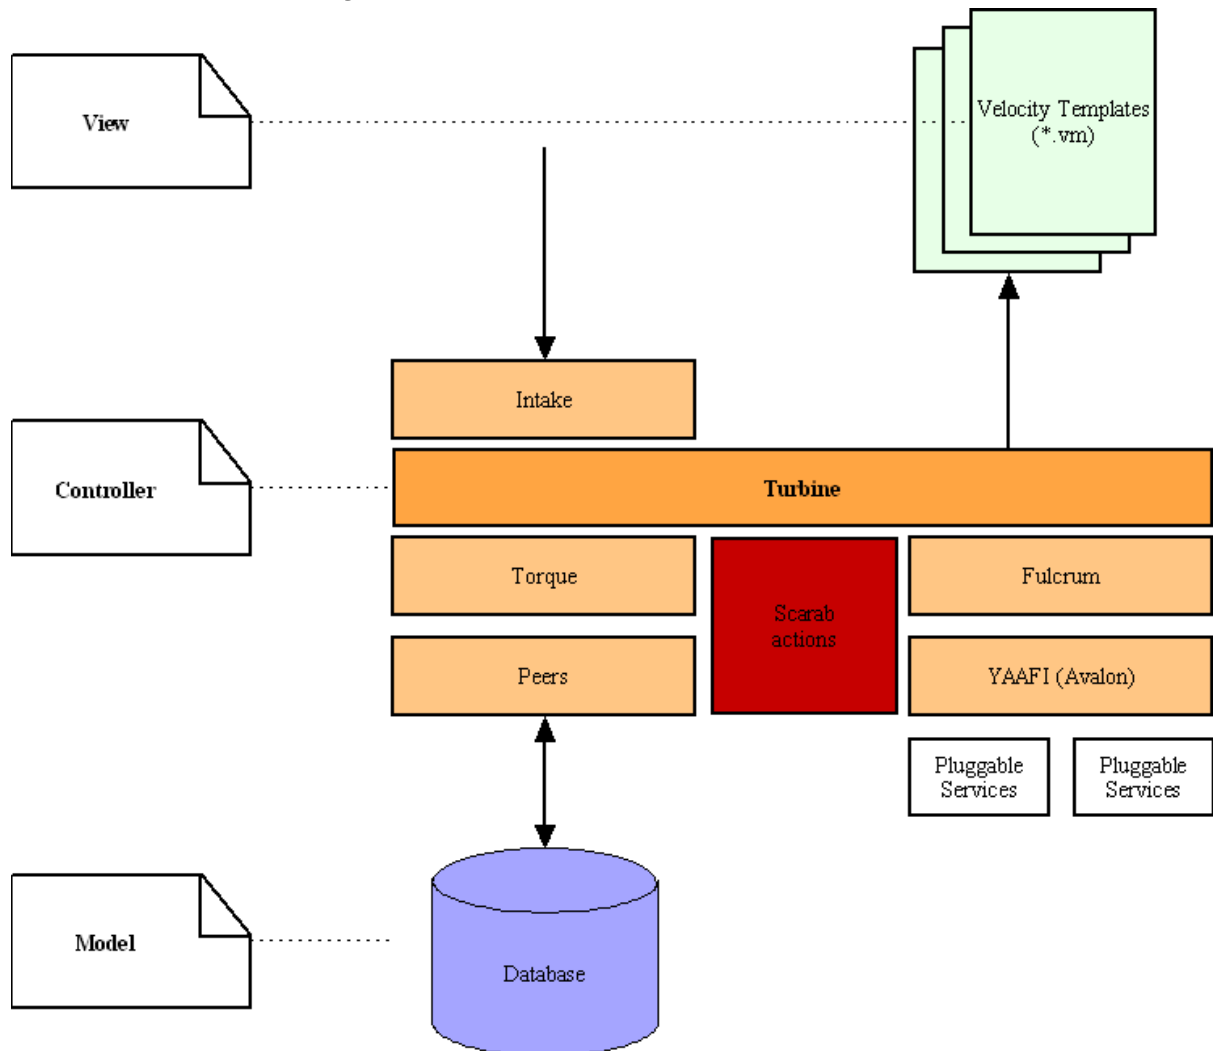 View
Velocity Templates
(*.vm)
Intake
Controller
Turbine
Torque
Scarab
actions
Fulcrum
Peers
YAAFI (Avalon)
Pluggable
Services
Pluggable
Services
Model
Database